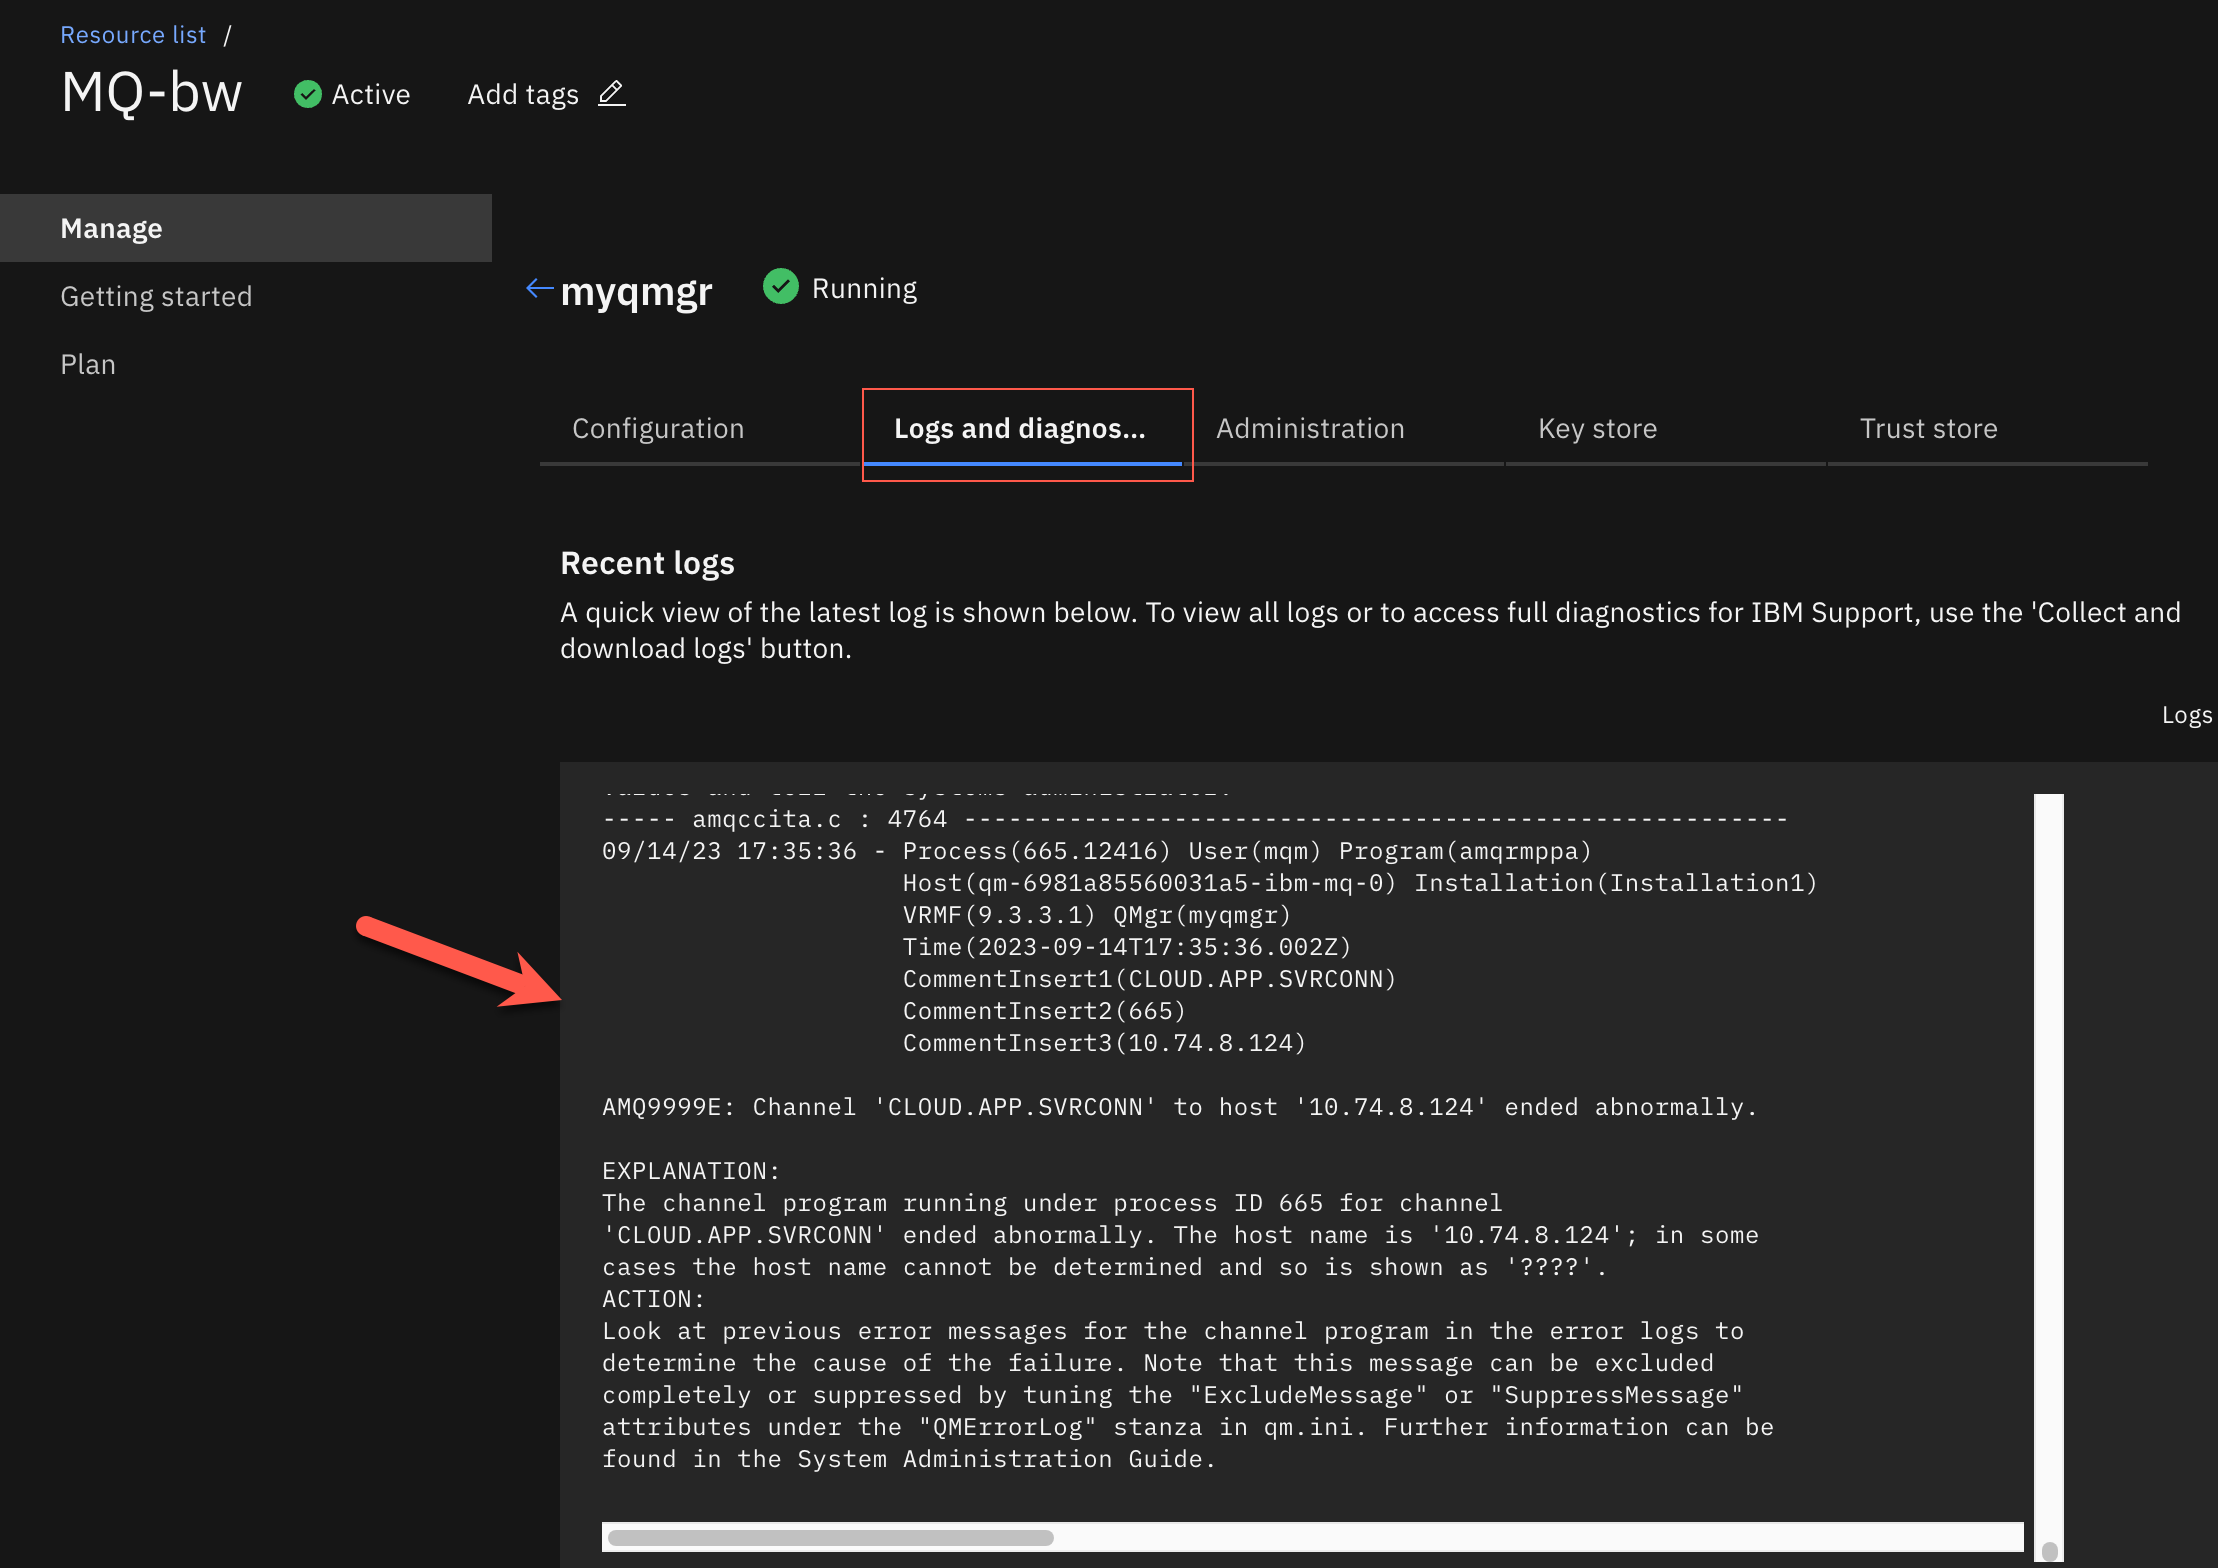 Resource list /
MQ-bw Active Add tags
Manage
Getting started
Plan
myqmgr Running
Configuration Logs and diagnos... Administration Key store Trust store
Recent logs
A quick view of the latest log is shown below. To view all logs or to access full diagnostics for IBM Support, use the 'Collect and
download logs' button.
Logs
----- amqccita.c : 4764 -------------------------------------------------------
09/14/23 17:35:36 - Process(665.12416) User(mqm) Program(amqrmppa)
Host(qm-6981a85560031a5-ibm-mq-0) Installation(Installation1)
VRMF(9.3.3.1) QMgr(myqmgr)
Time(2023-09-14T17:35:36.002Z)
CommentInsert1(CLOUD.APP.SVRCONN)
CommentInsert2(665)
CommentInsert3(10.74.8.124)
AMQ9999E: Channel 'CLOUD.APP.SVRCONN' to host '10.74.8.124' ended abnormally.
EXPLANATION:
The channel program running under process ID 665 for channel
'CLOUD.APP.SVRCONN' ended abnormally. The host name is '10.74.8.124'; in some
cases the host name cannot be determined and so is shown as '????'.
ACTION:
Look at previous error messages for the channel program in the error logs to
determine the cause of the failure. Note that this message can be excluded
completely or suppressed by tuning the "ExcludeMessage" or "SuppressMessage"
attributes under the "QMErrorLog" stanza in qm.ini. Further information can be
found in the System Administration Guide.